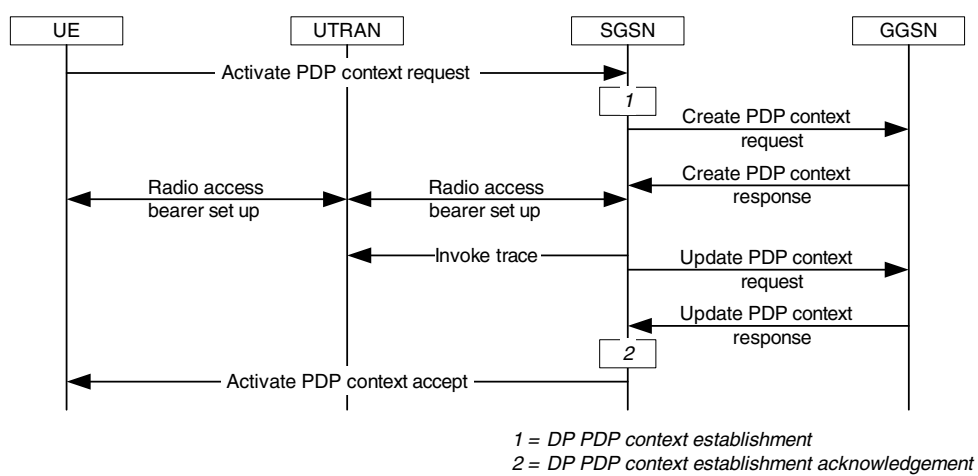 UE
UTRAN
SGSN
GGSN
Activate PDP context request
1
Create PDP context
request
Create PDP context
response
Radio access
bearer set up
Radio access
bearer set up
Invoke trace
Update PDP context
request
Update PDP context
response
2
Activate PDP context accept
1 = DP PDP context establishment
2 = DP PDP context establishment acknowledgement